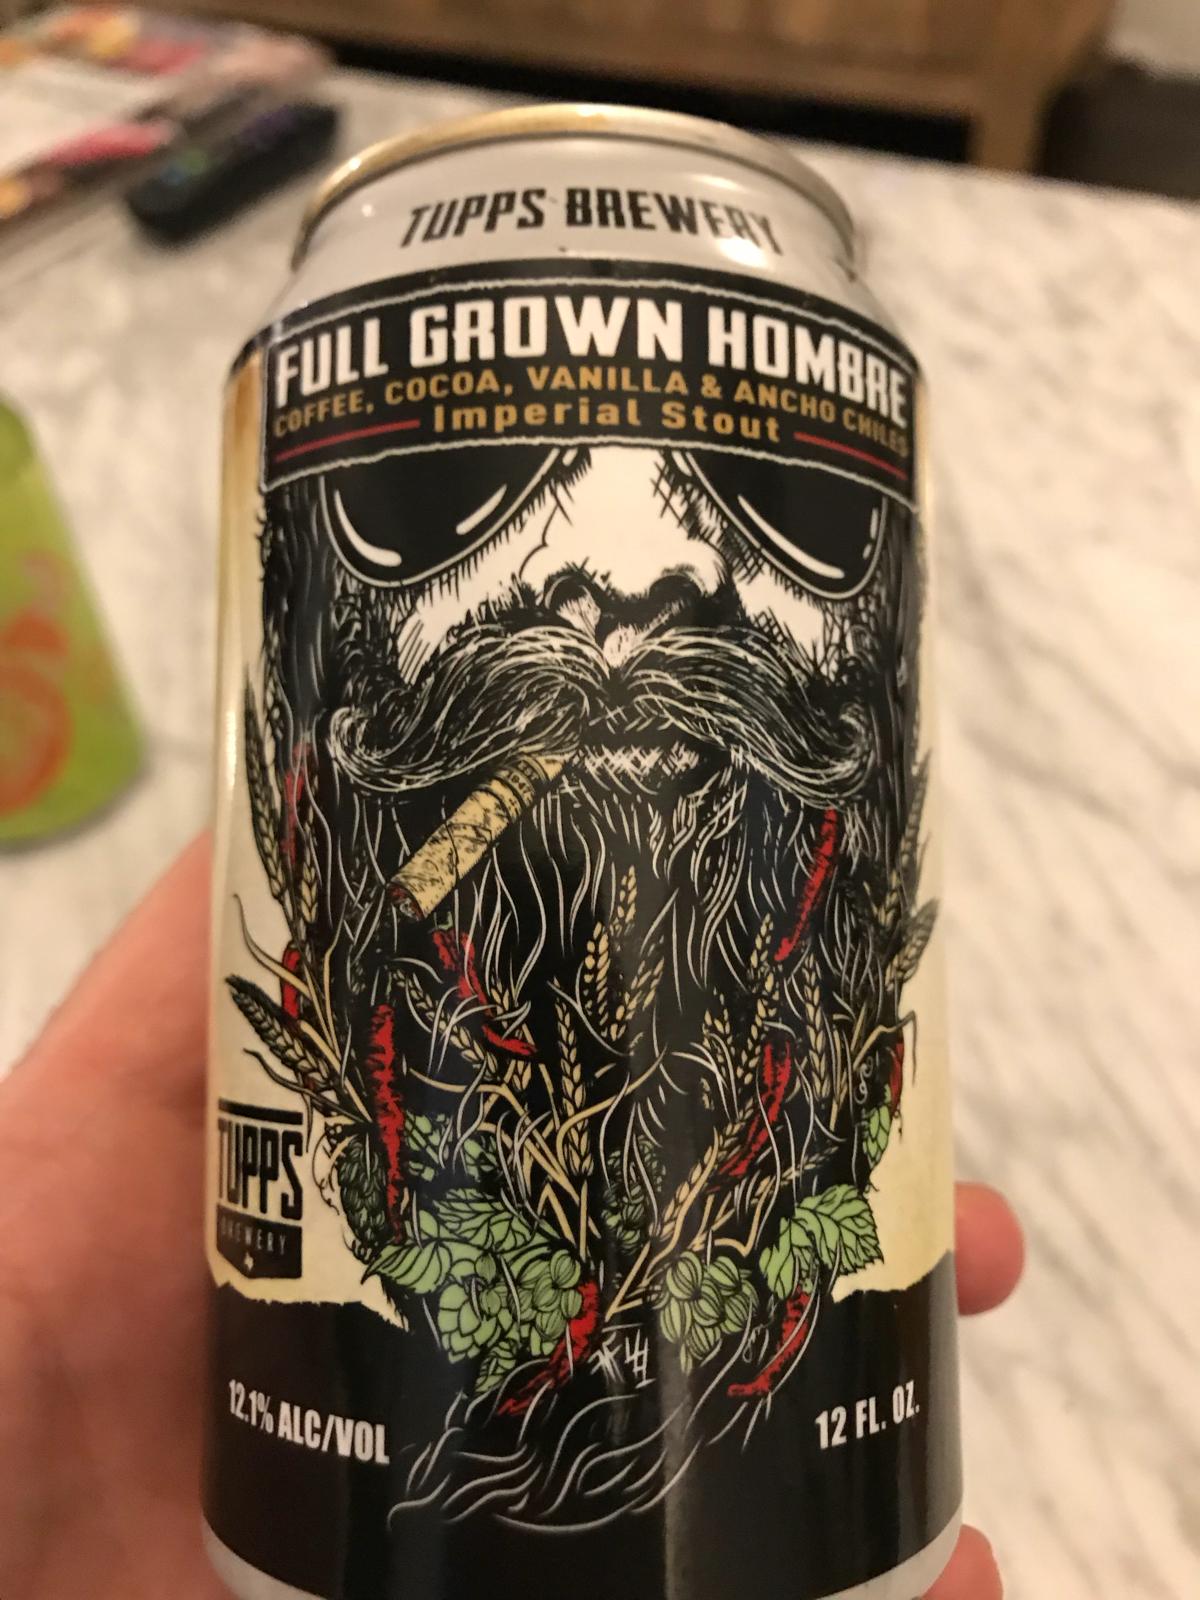 TUPPS BREWERY
FULL GROWN HOMBRE
COFFEE, COCOA, VANILLA & ANCHO CHILES
Imperial Stout
TUPPS
BREWERY
12.1% ALC/VOL
12 FL. OZ.